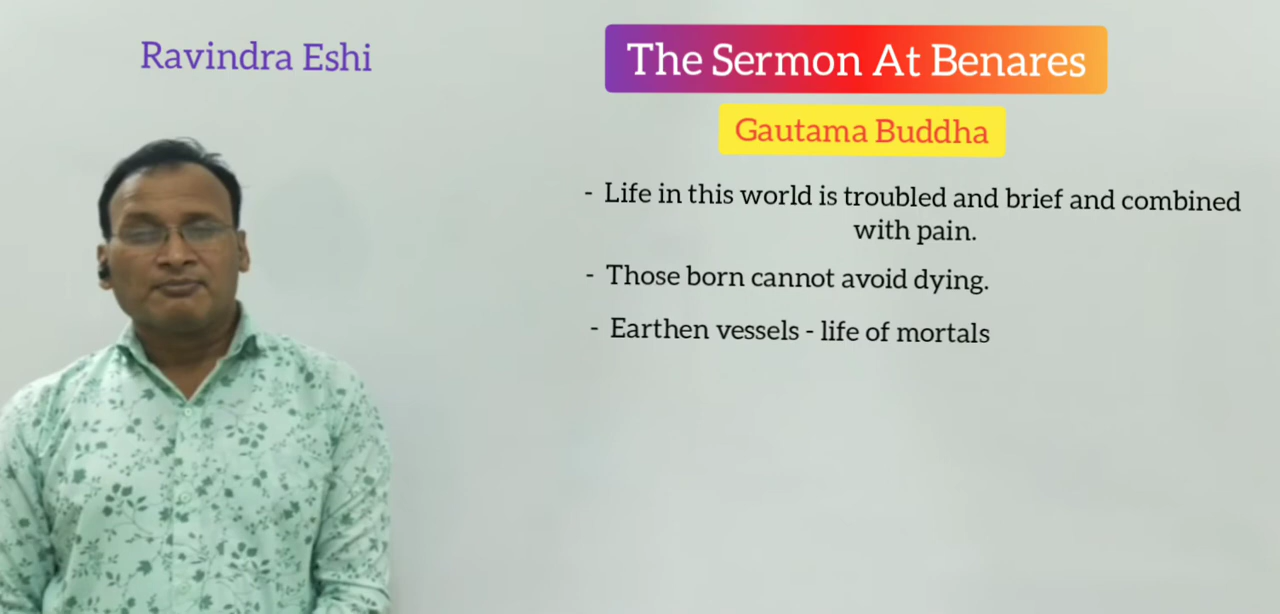 Ravindra Eshi
The Sermon At Benares
Gautama Buddha
- Life in this world is troubled and brief and combined
with pain.
- Those born cannot avoid dying.
- Earthen vessels - life of mortals